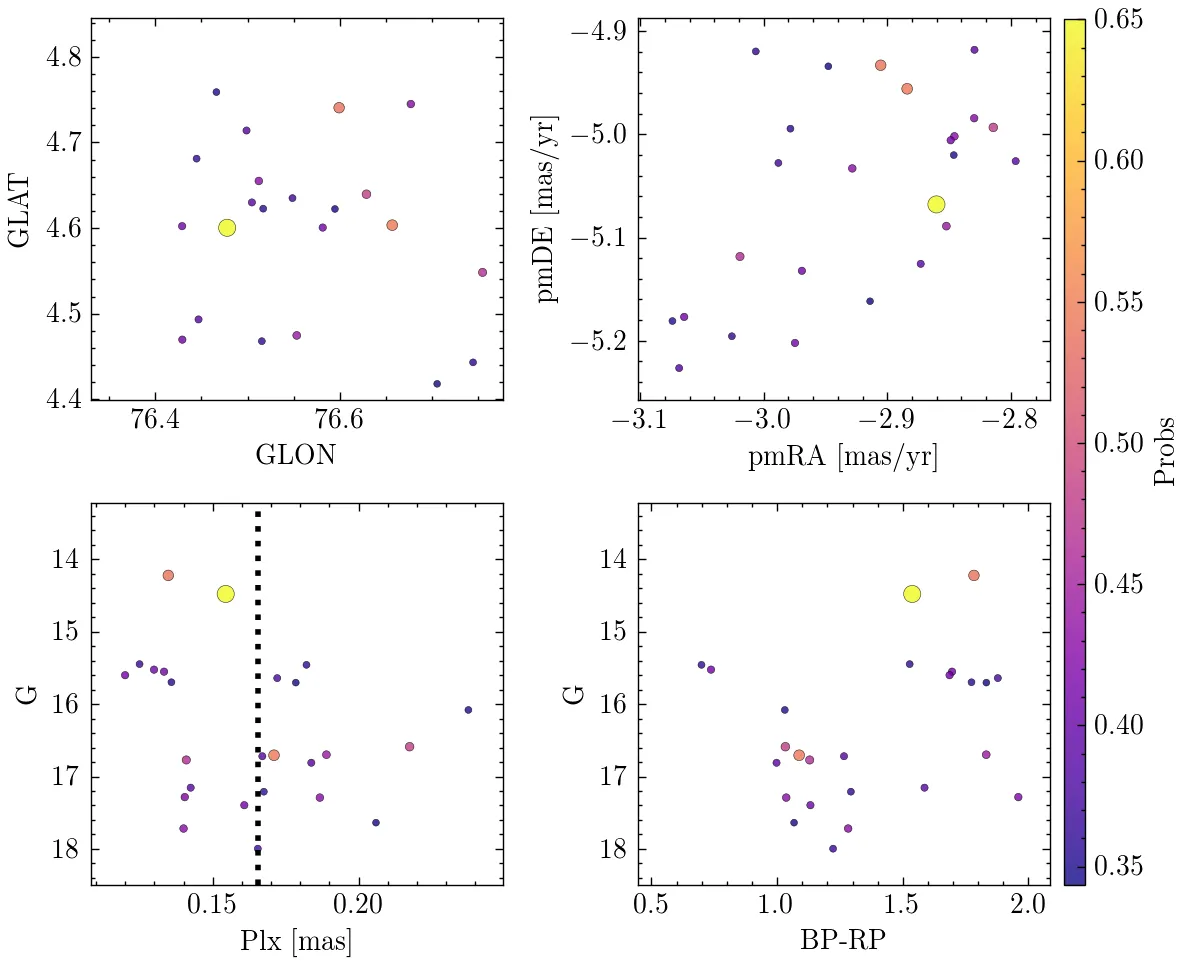 4.8
4.7
4.6
4.5
4.4
GLAT
76.4 76.6
GLON
−4.9
−5.0
−5.1
−5.2
pmDE [mas/yr]
−3.1 −3.0 −2.9 −2.8
pmRA [mas/yr]
14
15
16
17
18
G
0.15 0.20
Plx [mas]
14
15
16
17
18
G
0.5 1.0 1.5 2.0
BP-RP
0.65
0.60
0.55
0.50
0.45
0.40
0.35
Probs